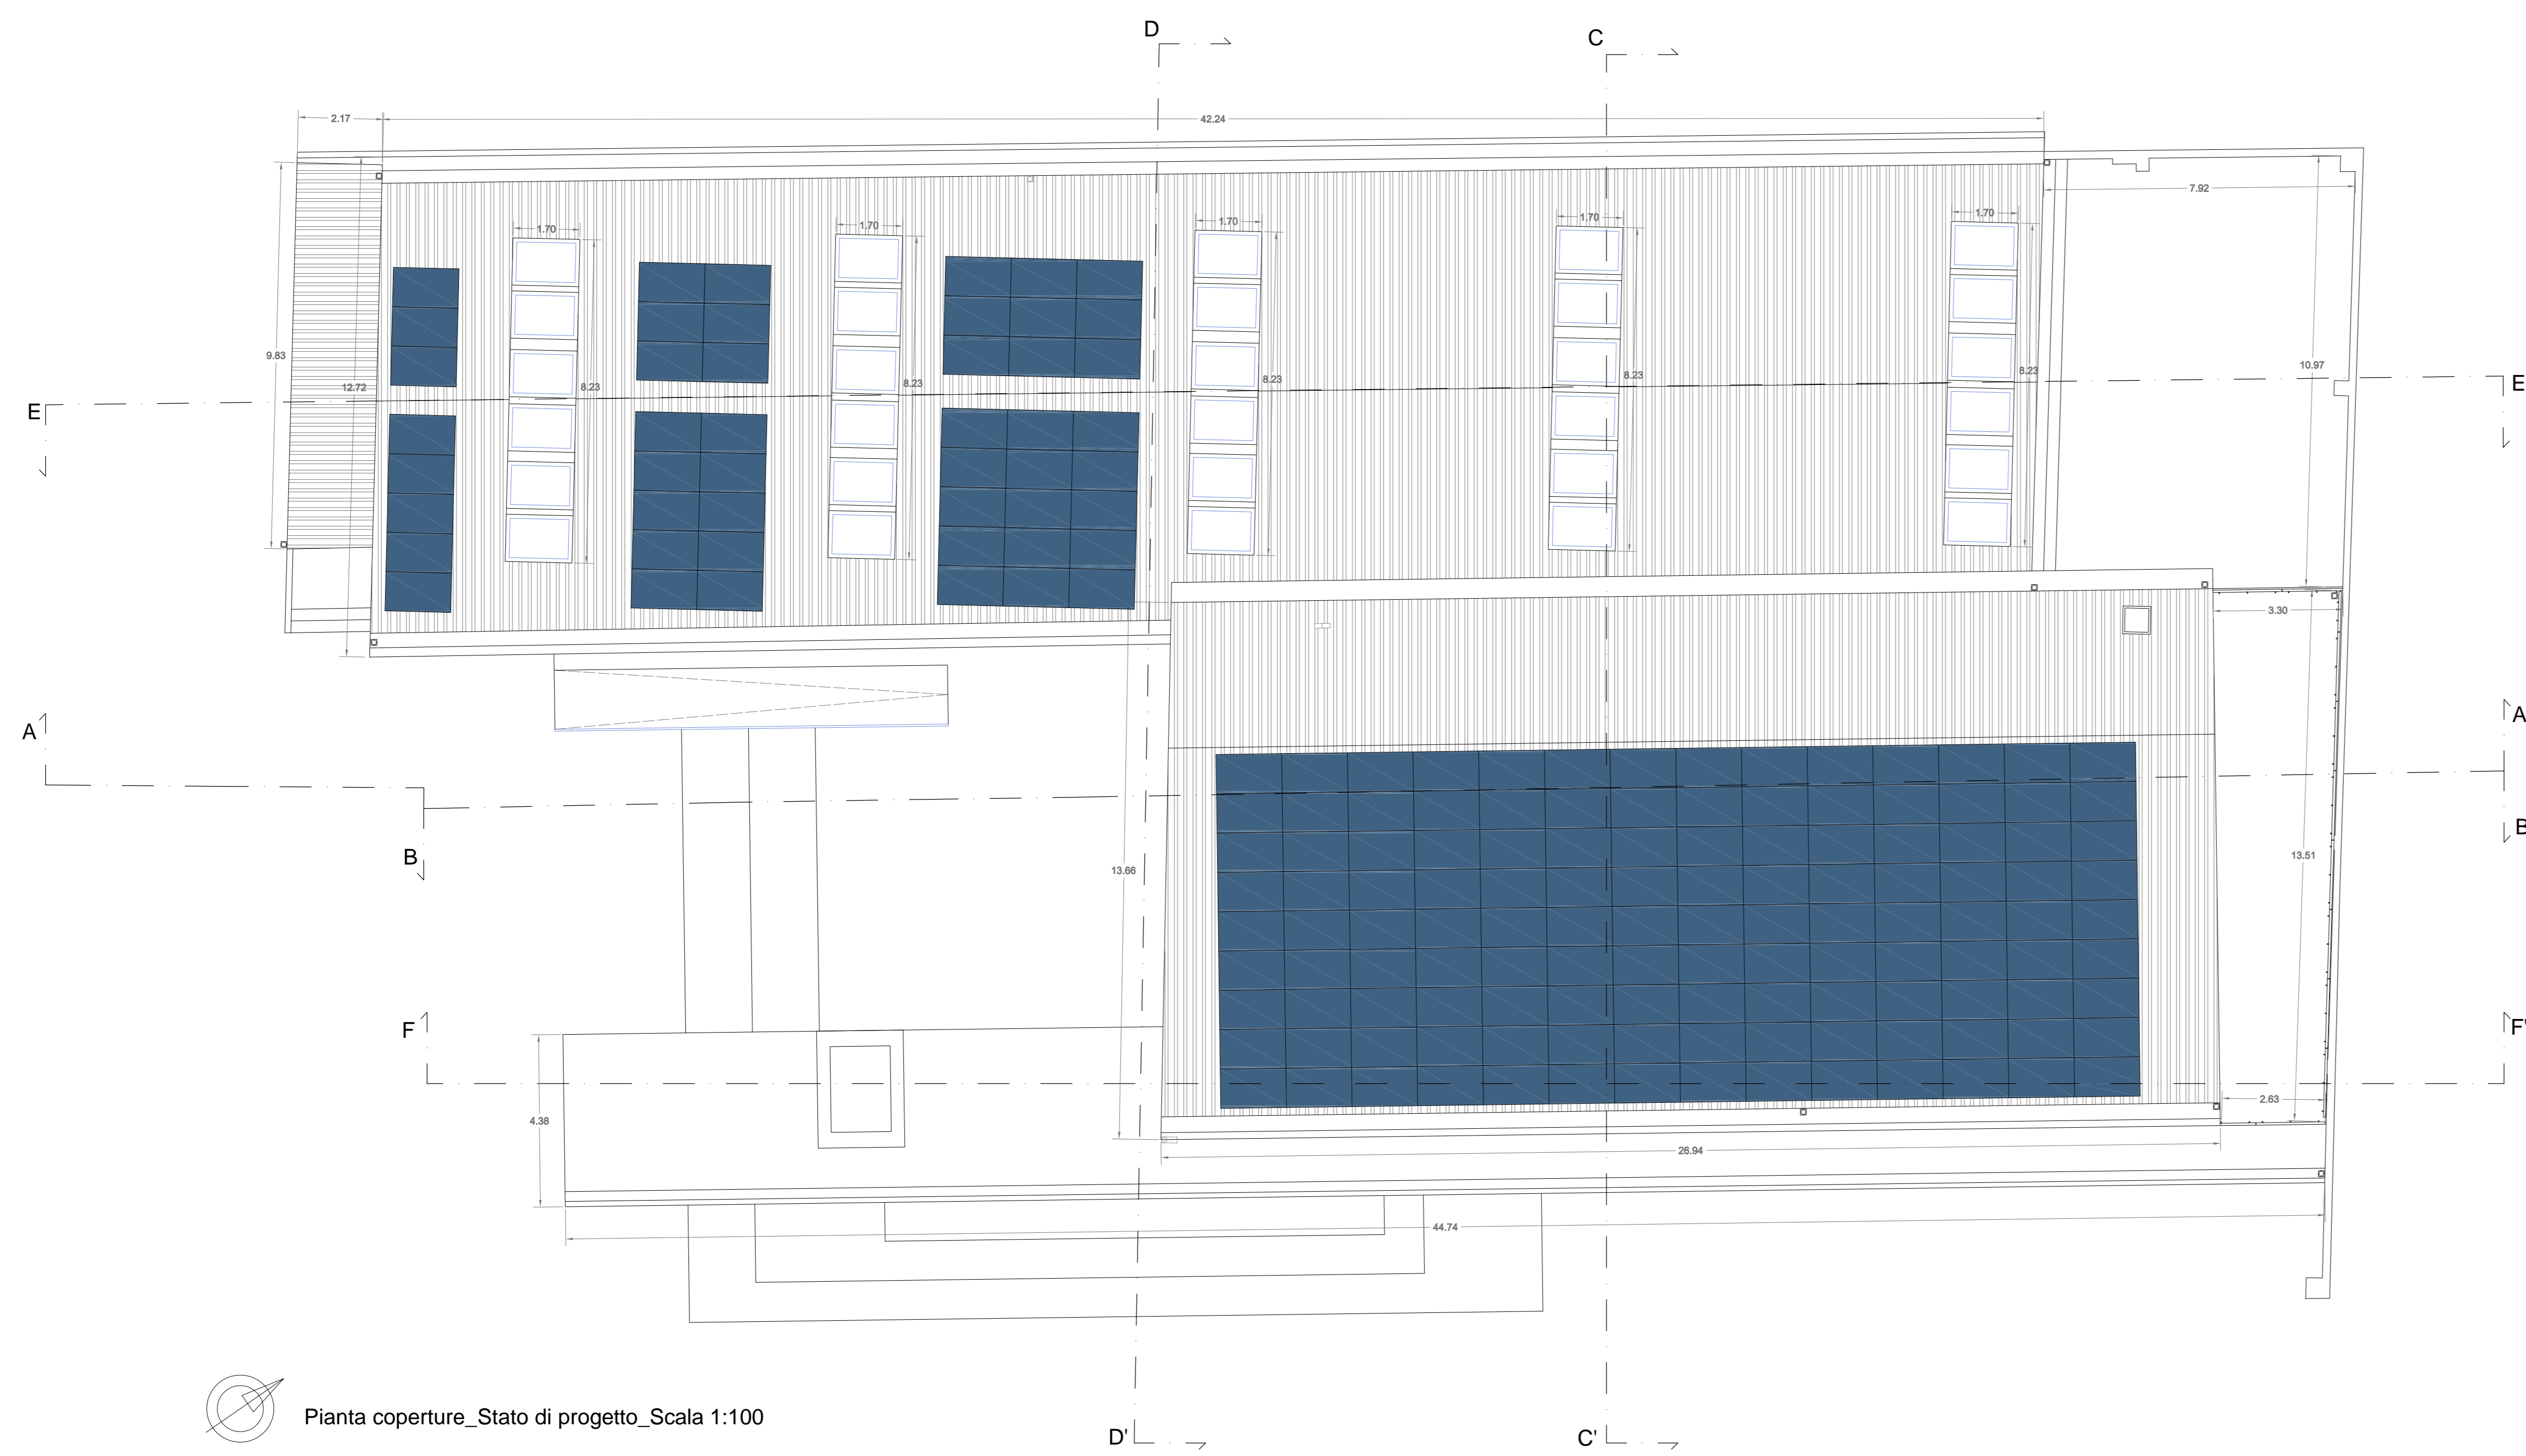 D
C
2.17
42.24
7.92
1.70
1.70
1.70
1.70
1.70
9.83
12.72
8.23
8.23
8.23
8.23
8.23
10.97
E
E
3.30
A
A
B
B
13.66
13.51
F
F'
4.38
2.63
26.94
44.74
Pianta coperture_Stato di progetto_Scala 1:100
D'
C'